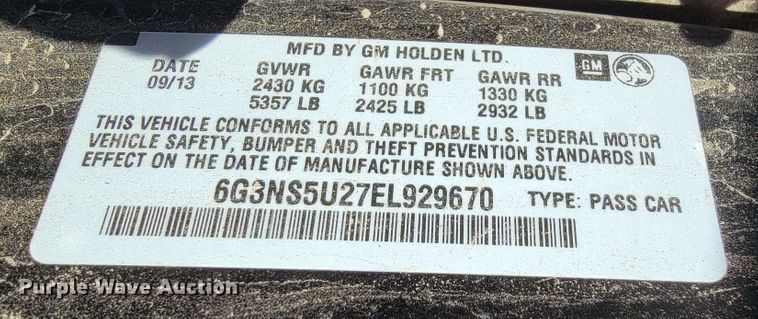 MFD BY GM HOLDEN LTD.
GM
DATE GVWR GAWR FRT GAWR RR
09/13 2430 KG 1100 KG 1330 KG
5357 LB 2425 LB 2932 LB
THIS VEHICLE CONFORMS TO ALL APPLICABLE U.S. FEDERAL MOTOR
VEHICLE SAFETY, BUMPER AND THEFT PREVENTION STANDARDS IN
EFFECT ON THE DATE OF MANUFACTURE SHOWN ABOVE.
6G3NS5U27EL929670 TYPE: PASS CAR
Purple Wave Auction